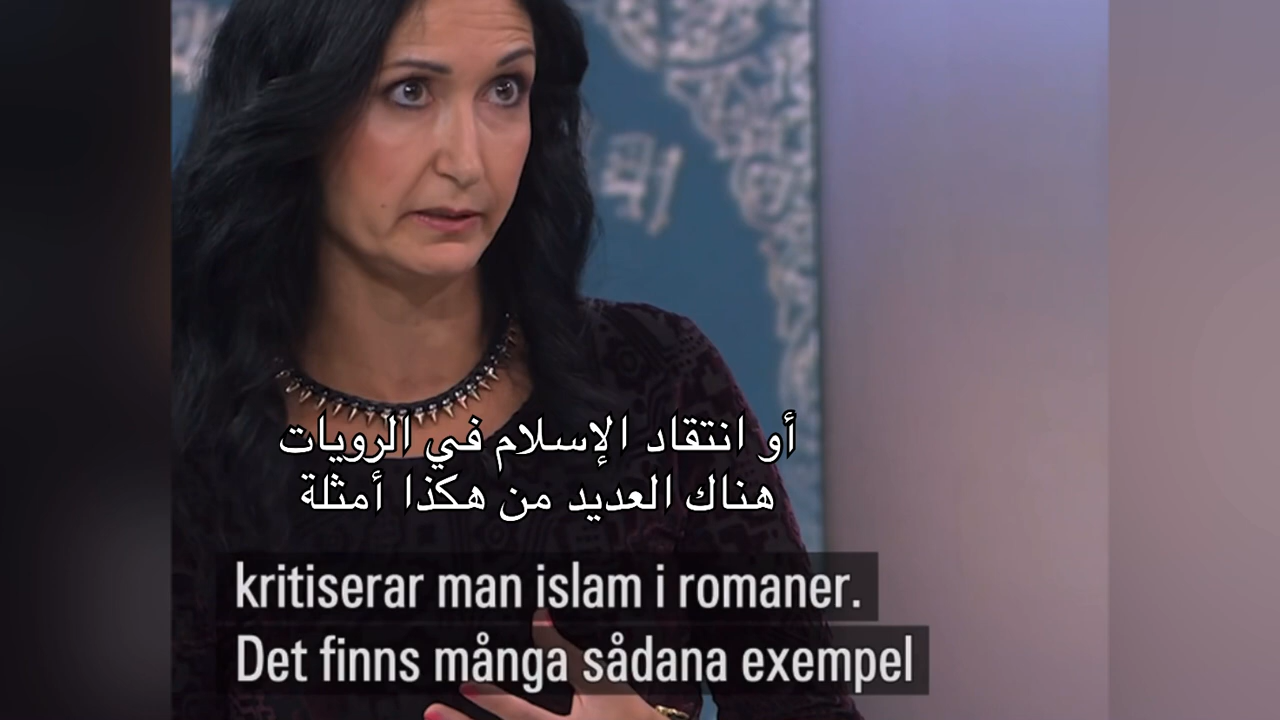 أو انتقاد الإسلام في الرويات
هناك العديد من هكذا أمثلة
kritiserar man islam i romaner.
Det finns många sådana exempel